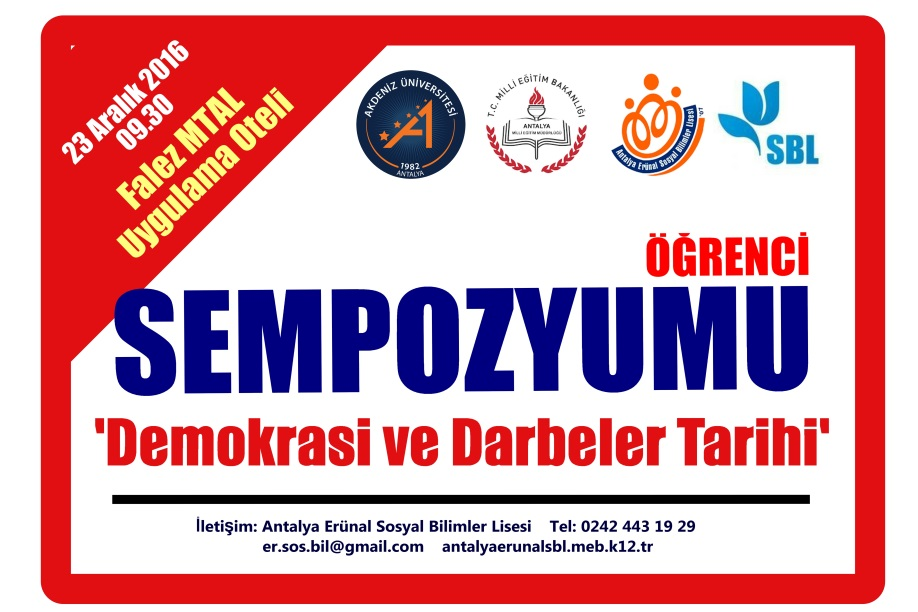 23 Aralık 2016
09.30
Falez MTAL
Uygulama Oteli
AKDENİZ ÜNİVERSİTESİ
1982
ANTALYA
T.C. MİLLİ EĞİTİM BAKANLIĞI
ANTALYA
MİLLİ EĞİTİM MÜDÜRLÜĞÜ
Antalya Erünal Sosyal Bilimler Lisesi
SBL
ÖĞRENCİ
SEMPOZYUMU
'Demokrasi ve Darbeler Tarihi'
İletişim: Antalya Erünal Sosyal Bilimler Lisesi Tel: 0242 443 19 29
er.sos.bil@gmail.com antalyaerunalsbl.meb.k12.tr